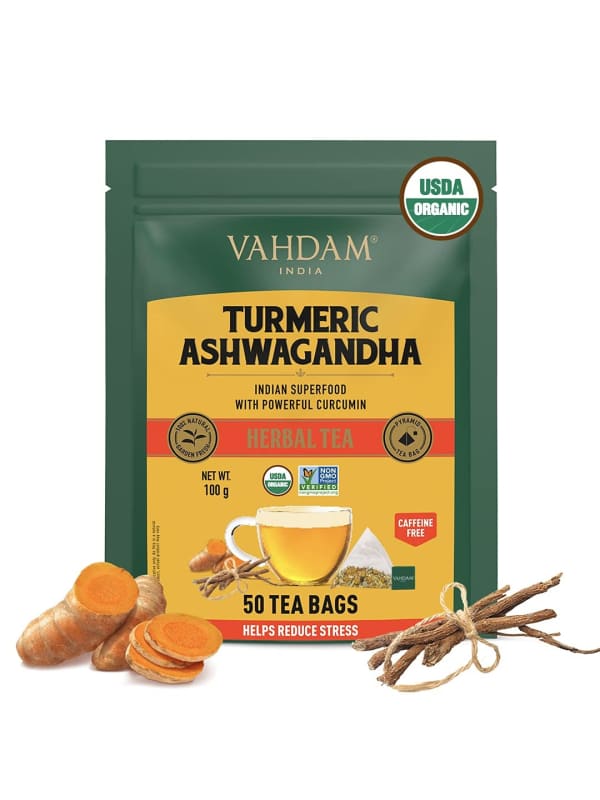 USDA
ORGANIC
VAHDAM®
INDIA
TURMERIC
ASHWAGANDHA
INDIAN SUPERFOOD
WITH POWERFUL CURCUMIN
100% NATURAL
GARDEN FRESH
HERBAL TEA
PYRAMID
TEA BAG
NET WT.
100 g
USDA
ORGANIC
NON
GMO
Project
VERIFIED
nongmoproject.org
CAFFEINE
FREE
VAHDAM
50 TEA BAGS
HELPS REDUCE STRESS